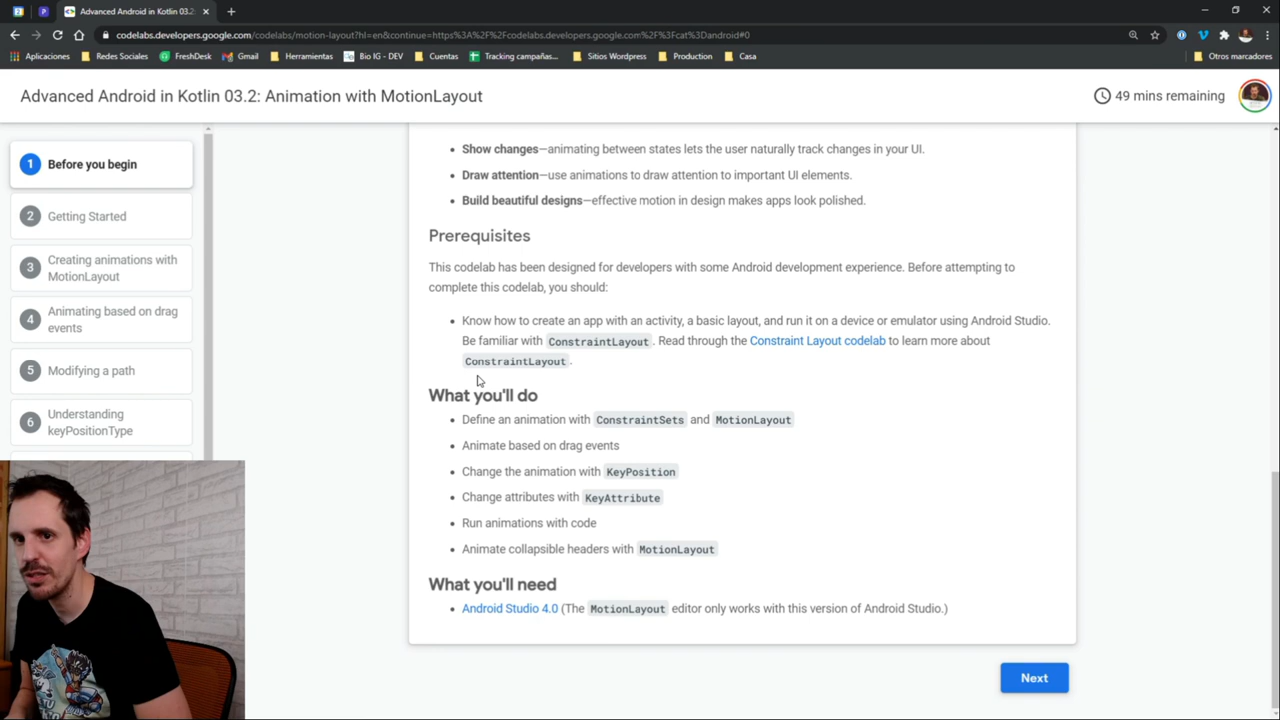 Advanced Android in Kotlin 03.2
codelabs.developers.google.com/codelabs/motion-layout?hl=en&continue=https%3A%2F%2Fcodelabs.developers.google.com%2F%3Fcat%3Dandroid#0
Aplicaciones Redes Sociales FreshDesk Gmail Herramientas Bio IG - DEV Cuentas Tracking campañas... Sitios Wordpress Production Casa Otros marcadores
Advanced Android in Kotlin 03.2: Animation with MotionLayout
49 mins remaining
1 Before you begin
2 Getting Started
3 Creating animations with
MotionLayout
4 Animating based on drag
events
5 Modifying a path
6 Understanding
keyPositionType
• Show changes—animating between states lets the user naturally track changes in your UI.
• Draw attention—use animations to draw attention to important UI elements.
• Build beautiful designs—effective motion in design makes apps look polished.
Prerequisites
This codelab has been designed for developers with some Android development experience. Before attempting to
complete this codelab, you should:
• Know how to create an app with an activity, a basic layout, and run it on a device or emulator using Android Studio.
Be familiar with ConstraintLayout. Read through the Constraint Layout codelab to learn more about
ConstraintLayout.
What you'll do
• Define an animation with ConstraintSets and MotionLayout
• Animate based on drag events
• Change the animation with KeyPosition
• Change attributes with KeyAttribute
• Run animations with code
• Animate collapsible headers with MotionLayout
What you'll need
• Android Studio 4.0 (The MotionLayout editor only works with this version of Android Studio.)
Next